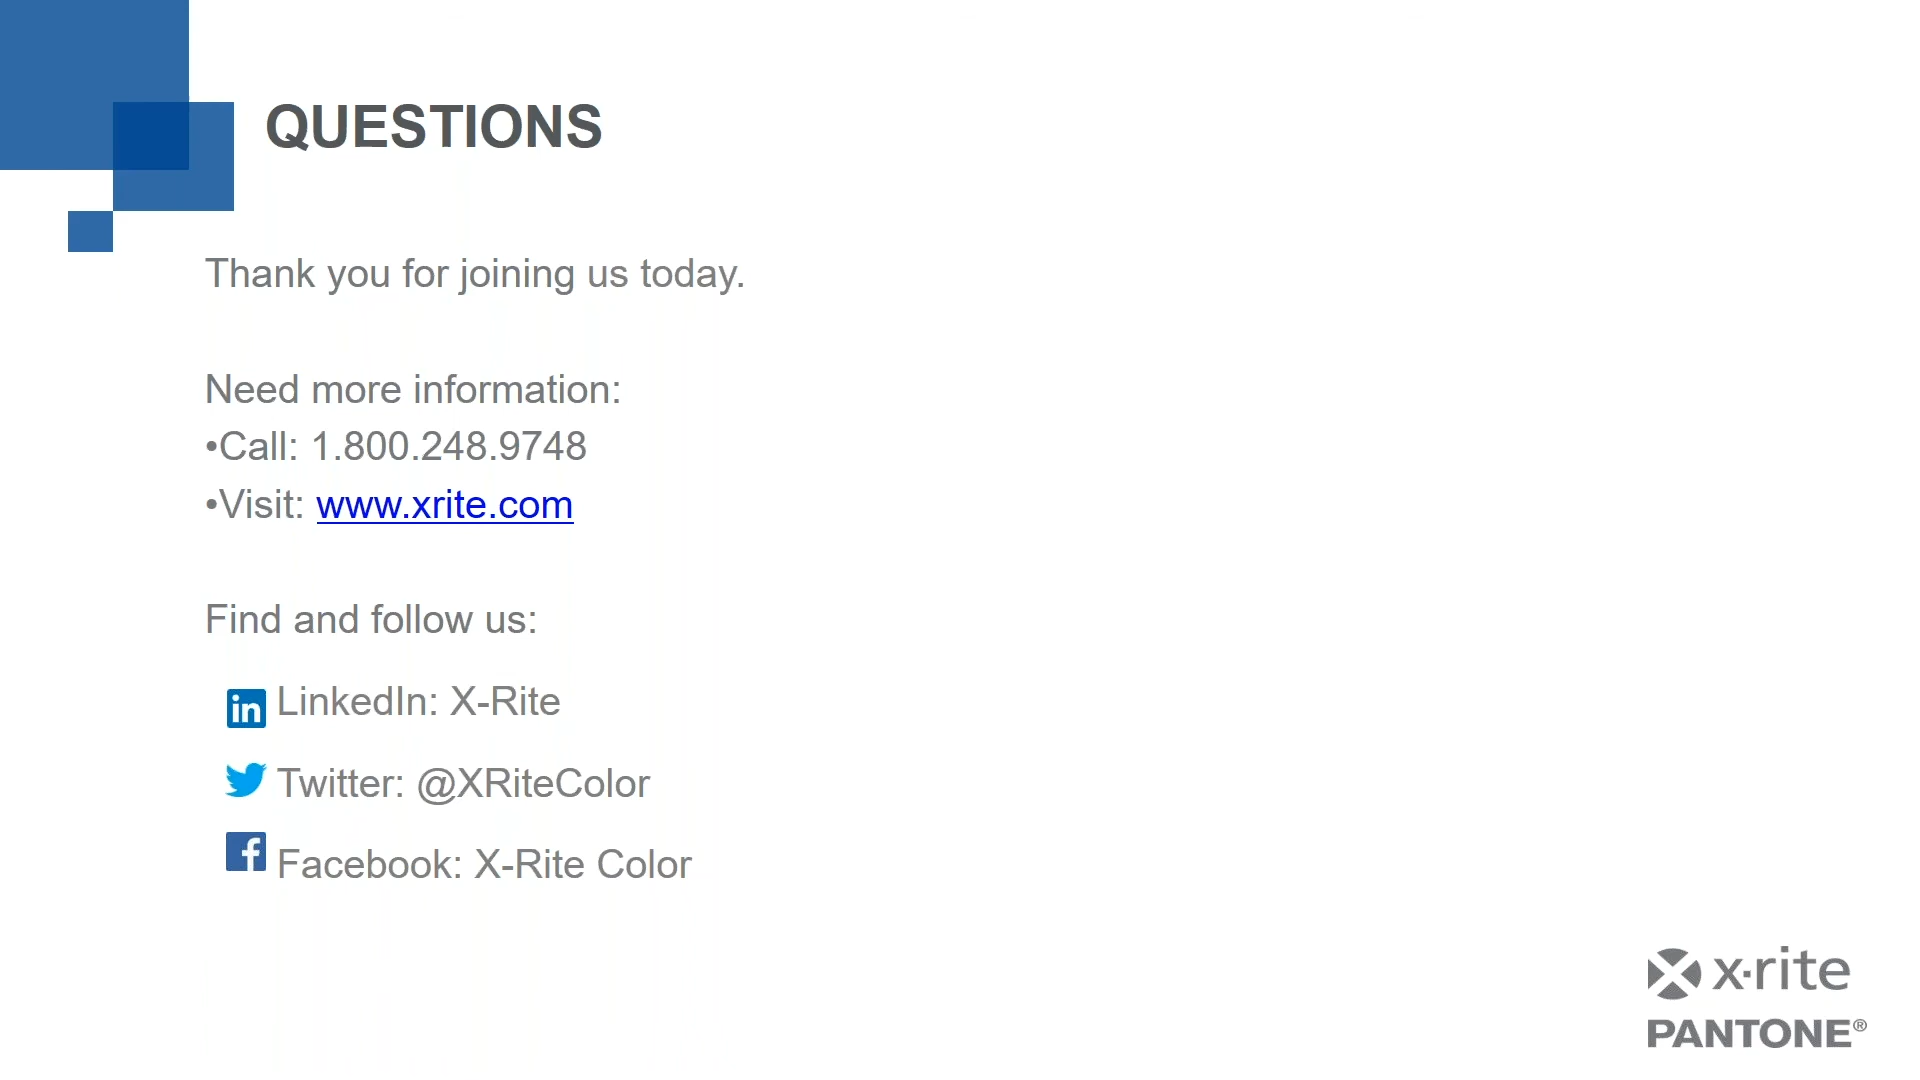 QUESTIONS
Thank you for joining us today.
Need more information:
•Call: 1.800.248.9748
•Visit: www.xrite.com
Find and follow us:
in LinkedIn: X-Rite
Twitter: @XRiteColor
f Facebook: X-Rite Color
x·rite
PANTONE®